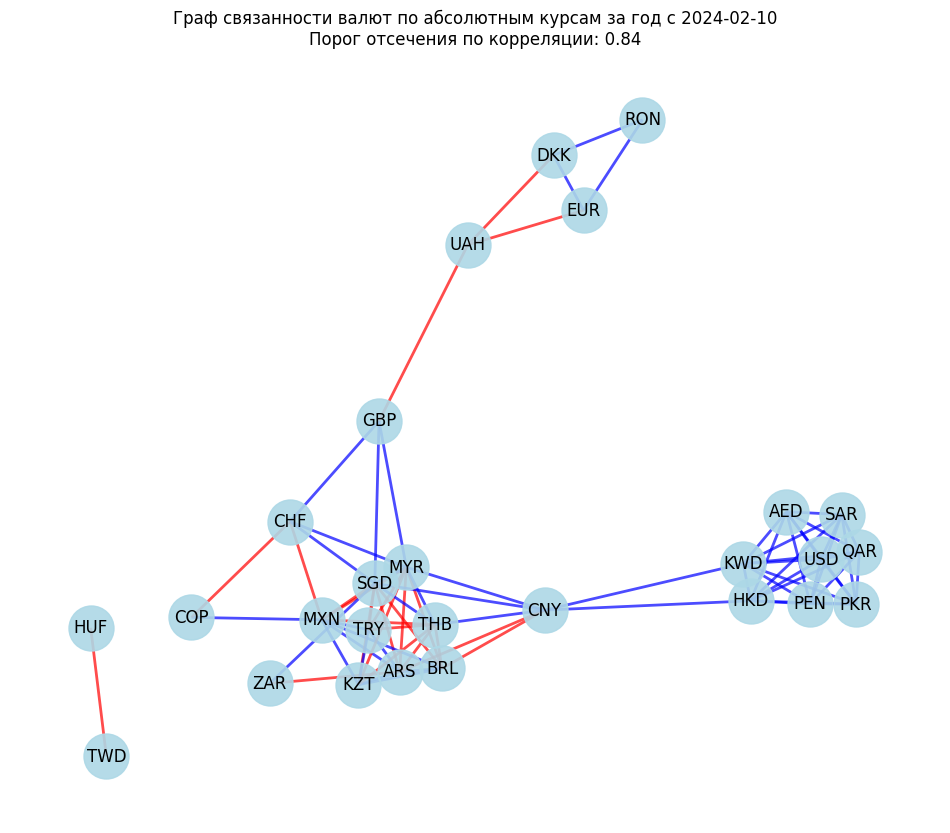 Граф связанности валют по абсолютным курсам за год с 2024-02-10
Порог отсечения по корреляции: 0.84
RON
DKK
EUR
UAH
GBP
AED
SAR
CHF
QAR
USD
KWD
MYR
SGD
HKD
PEN
PKR
CNY
COP
MXN
THB
HUF
TRY
BRL
ARS
ZAR
KZT
TWD